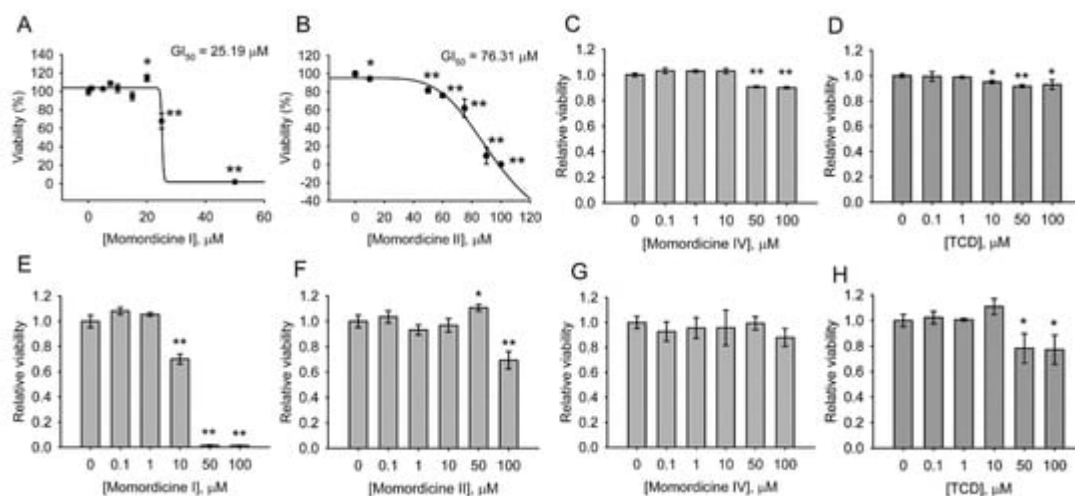 A
GI50 = 25.19 μM
*
**
**
Viability (%)
140
120
100
80
60
40
20
0
0 20 40 60
[Momordicine I], μM
B
GI50 = 76.31 μM
*
**
**
**
**
**
Viability (%)
140
120
100
80
60
40
20
0
-20
-40
0 20 40 60 80 100 120
[Momordicine II], μM
C
** **
Relative viability
1.2
1.0
0.8
0.6
0.4
0.2
0.0
0 0.1 1 10 50 100
[Momordicine IV], μM
D
* ** *
Relative viability
1.2
1.0
0.8
0.6
0.4
0.2
0.0
0 0.1 1 10 50 100
[TCD], μM
E
**
** **
Relative viability
1.2
1.0
0.8
0.6
0.4
0.2
0.0
0 0.1 1 10 50 100
[Momordicine I], μM
F
*
**
Relative viability
1.2
1.0
0.8
0.6
0.4
0.2
0.0
0 0.1 1 10 50 100
[Momordicine II], μM
G
Relative viability
1.2
1.0
0.8
0.6
0.4
0.2
0.0
0 0.1 1 10 50 100
[Momordicine IV], μM
H
* *
Relative viability
1.2
1.0
0.8
0.6
0.4
0.2
0.0
0 0.1 1 10 50 100
[TCD], μM